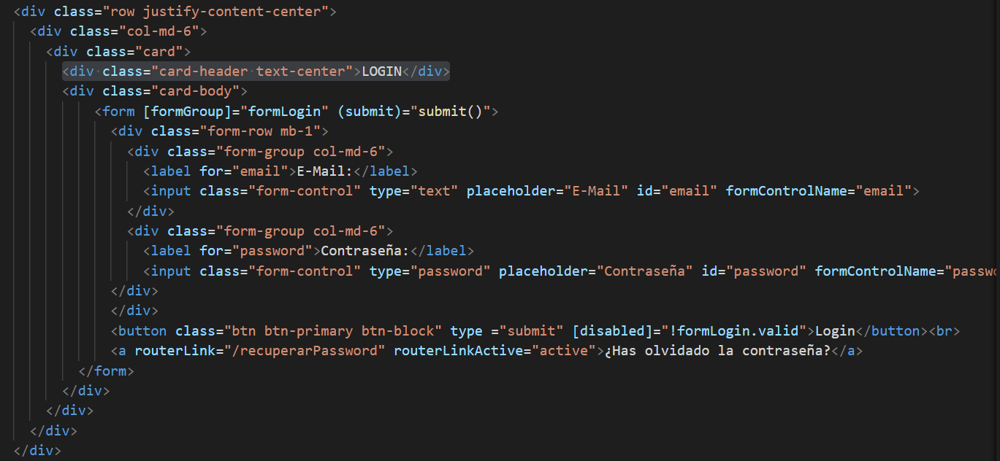 <div class="row justify-content-center">
<div class="col-md-6">
<div class="card">
<div class="card-header text-center">LOGIN</div>
<div class="card-body">
<form [formGroup]="formLogin" (submit)="submit()">
<div class="form-row mb-1">
<div class="form-group col-md-6">
<label for="email">E-Mail:</label>
<input class="form-control" type="text" placeholder="E-Mail" id="email" formControlName="email">
</div>
<div class="form-group col-md-6">
<label for="password">Contraseña:</label>
<input class="form-control" type="password" placeholder="Contraseña" id="password" formControlName="passw
</div>
</div>
<button class="btn btn-primary btn-block" type ="submit" [disabled]="!formLogin.valid">Login</button><br>
<a routerLink="/recuperarPassword" routerLinkActive="active">¿Has olvidado la contraseña?</a>
</form>
</div>
</div>
</div>
</div>